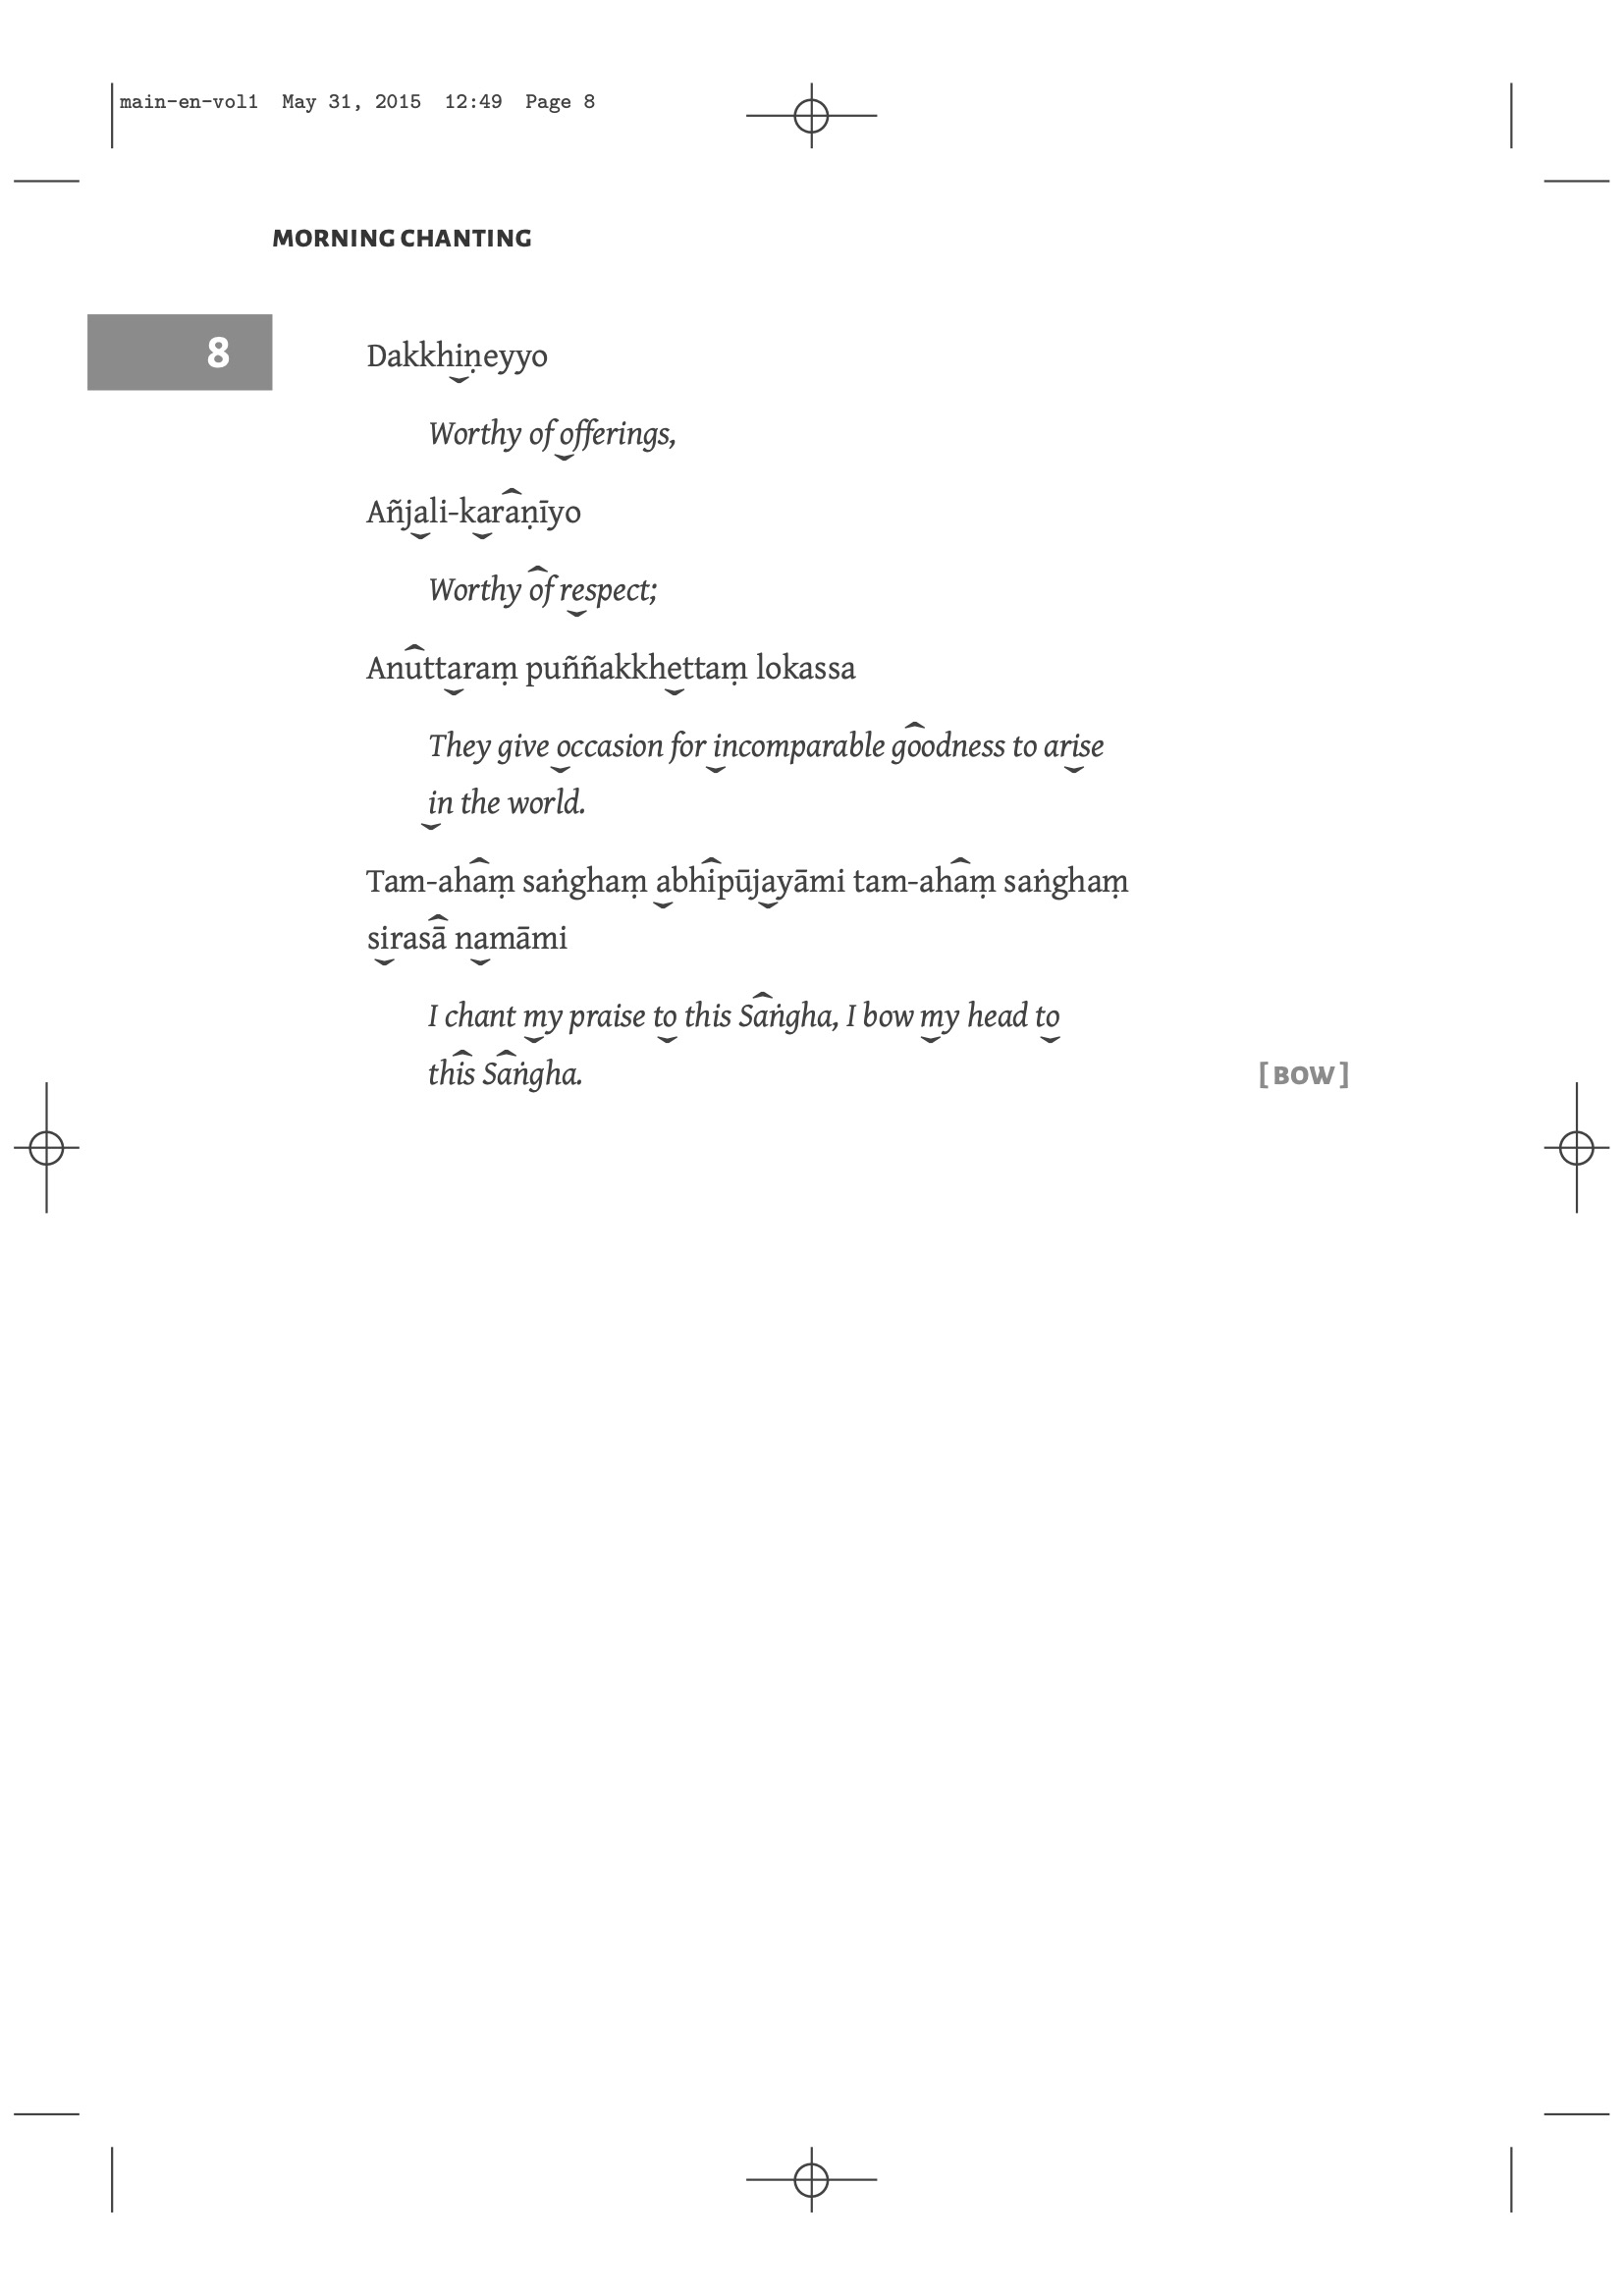 main-en-vol1 May 31, 2015 12:49 Page 8
MORNING CHANTING
8
Dakkhiṇeyyo
Worthy of offerings,
Añjali-karaṇīyo
Worthy of respect;
Anuttaraṃ puññakkhettaṃ lokassa
They give occasion for incomparable goodness to arise
in the world.
Tam-ahaṃ saṅghaṃ abhipūjayāmi tam-ahaṃ saṅghaṃ
sirasā namāmi
I chant my praise to this Saṅgha, I bow my head to
this Saṅgha.
[BOW]